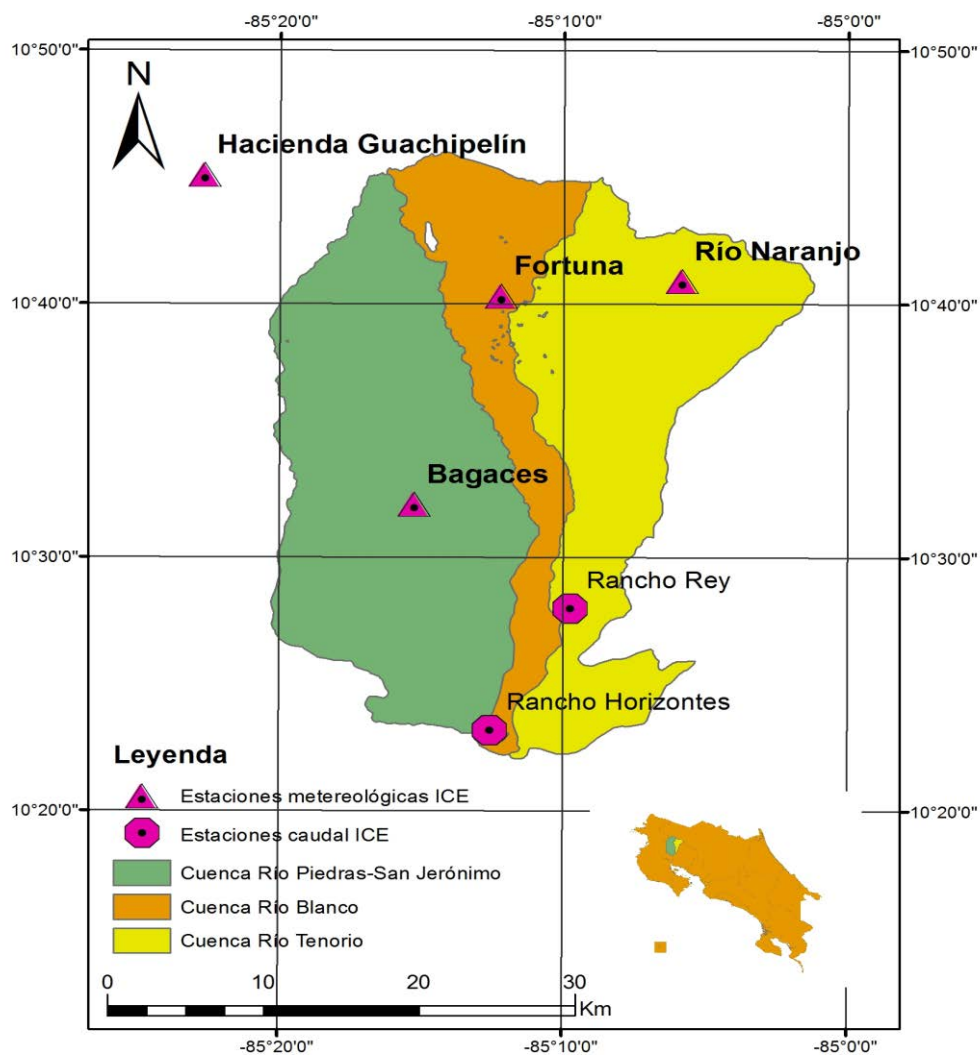 -85°20'0" -85°10'0" -85°0'0"
10°50'0" 10°50'0"
N
Hacienda Guachipelín
Fortuna
Río Naranjo
10°40'0" 10°40'0"
Bagaces
10°30'0" 10°30'0"
Rancho Rey
Rancho Horizontes
Leyenda
Estaciones metereológicas ICE
10°20'0" 10°20'0"
Estaciones caudal ICE
Cuenca Río Piedras-San Jerónimo
Cuenca Río Blanco
Cuenca Río Tenorio
0 10 20 30
Km
-85°20'0" -85°10'0" -85°0'0"